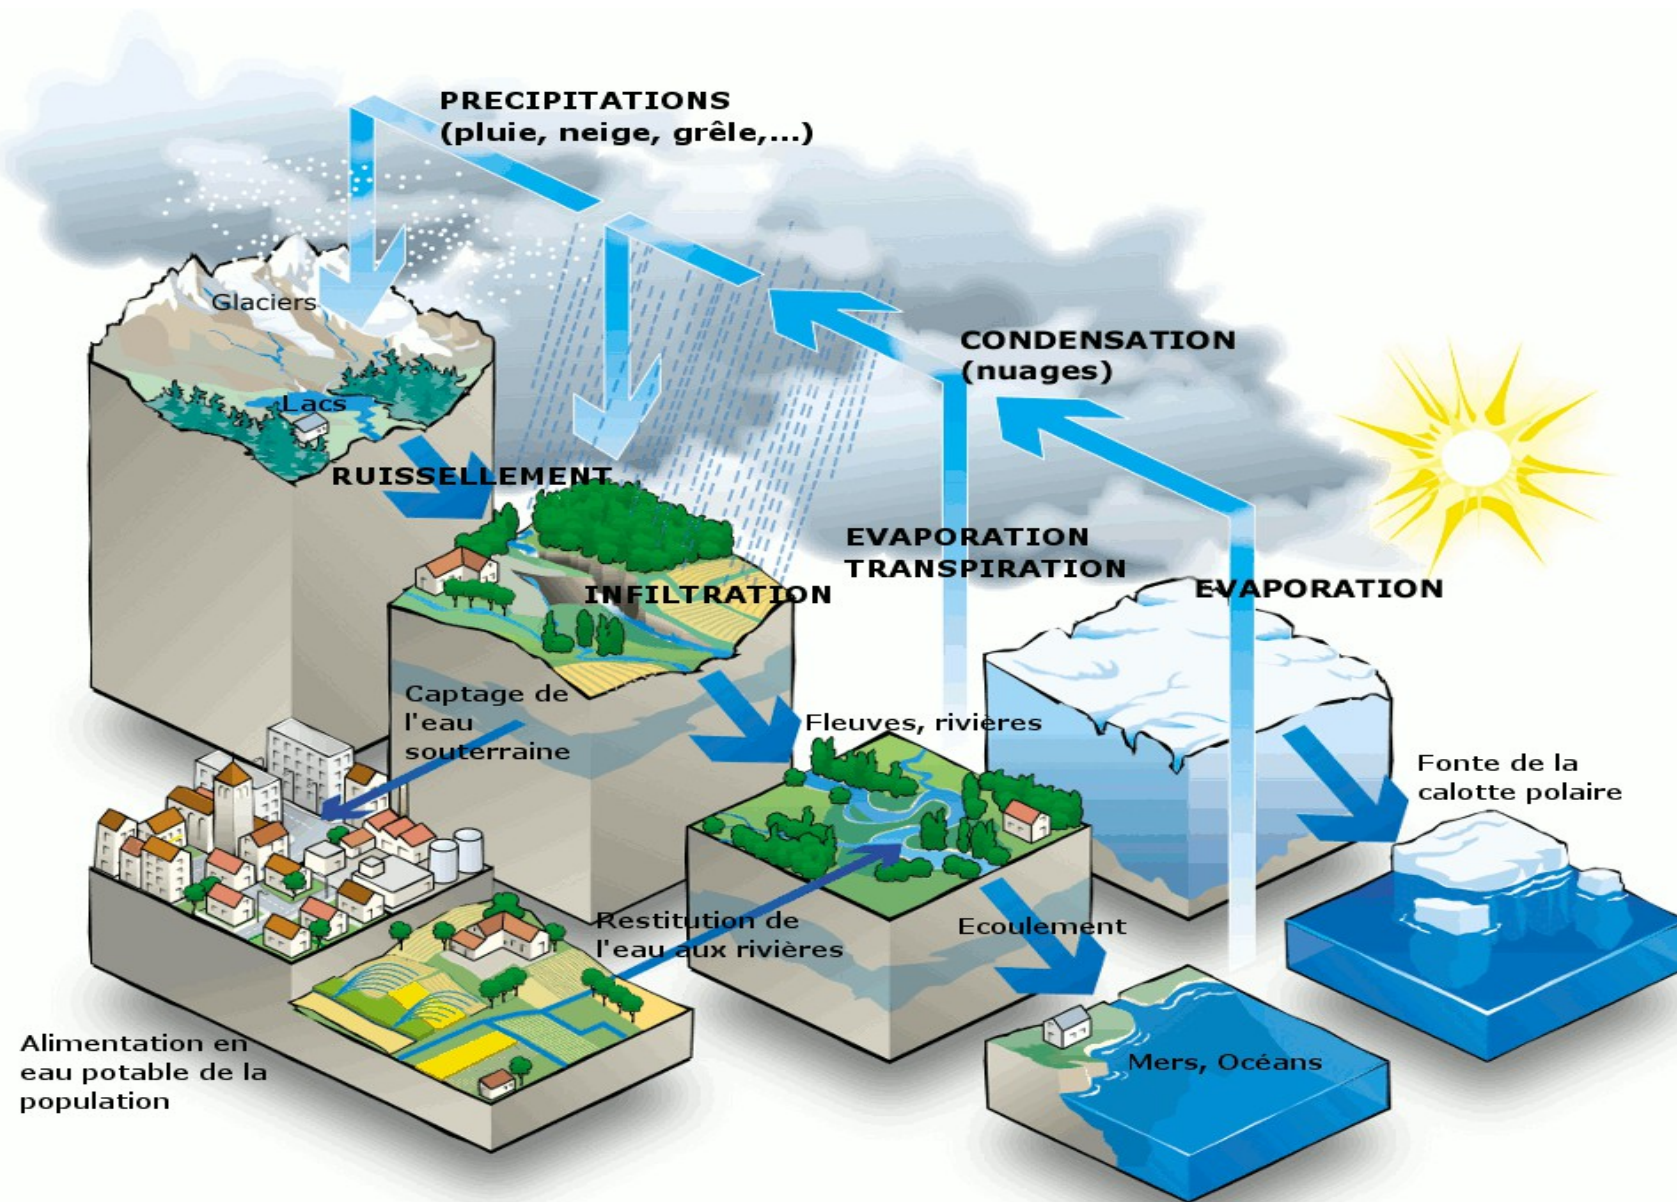 PRECIPITATIONS
(pluie, neige, grêle,...)
Glaciers
CONDENSATION
(nuages)
Lacs
RUISSELLEMENT
EVAPORATION
TRANSPIRATION
INFILTRATION
EVAPORATION
Captage de
l'eau
souterraine
Fleuves, rivières
Fonte de la
calotte polaire
Restitution de
l'eau aux rivières
Ecoulement
Alimentation en
eau potable de la
population
Mers, Océans